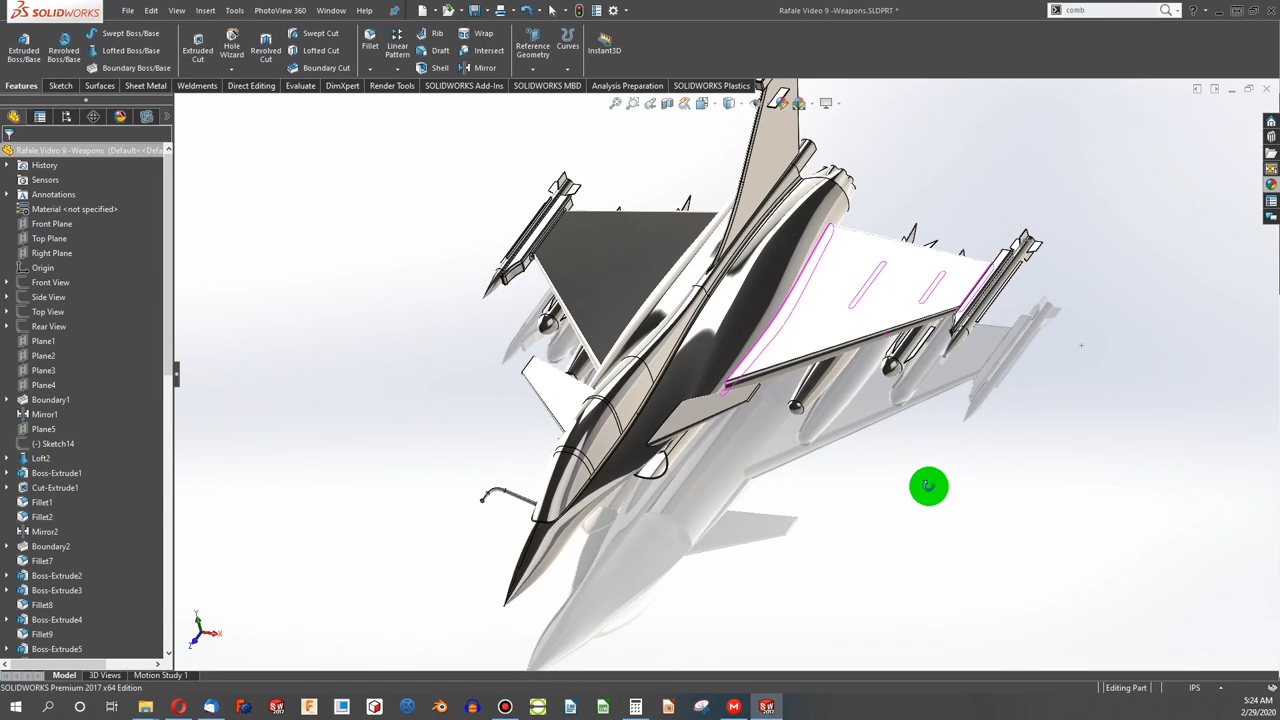 SOLIDWORKS
File Edit View Insert Tools PhotoView 360 Window Help
Rafale Video 9 -Weapons.SLDPRT *
comb
Extruded Boss/Base
Revolved Boss/Base
Swept Boss/Base
Lofted Boss/Base
Boundary Boss/Base
Extruded Cut
Hole Wizard
Revolved Cut
Swept Cut
Lofted Cut
Boundary Cut
Fillet
Linear Pattern
Rib
Draft
Shell
Wrap
Intersect
Mirror
Reference Geometry
Curves
Instant3D
Features Sketch Surfaces Sheet Metal Weldments Direct Editing Evaluate DimXpert Render Tools SOLIDWORKS Add-Ins SOLIDWORKS MBD Analysis Preparation SOLIDWORKS Plastics
Rafale Video 9 -Weapons (Default<<Defa
History
Sensors
Annotations
Material <not specified>
Front Plane
Top Plane
Right Plane
Origin
Front View
Side View
Top View
Rear View
Plane1
Plane2
Plane3
Plane4
Boundary1
Mirror1
Plane5
(-) Sketch14
Loft2
Boss-Extrude1
Cut-Extrude1
Fillet1
Fillet2
Mirror2
Boundary2
Fillet7
Boss-Extrude2
Boss-Extrude3
Fillet8
Boss-Extrude4
Fillet9
Boss-Extrude5
Y
X
Z
Model 3D Views Motion Study 1
SOLIDWORKS Premium 2017 x64 Edition
Editing Part
IPS
5:24 AM
2/29/2020